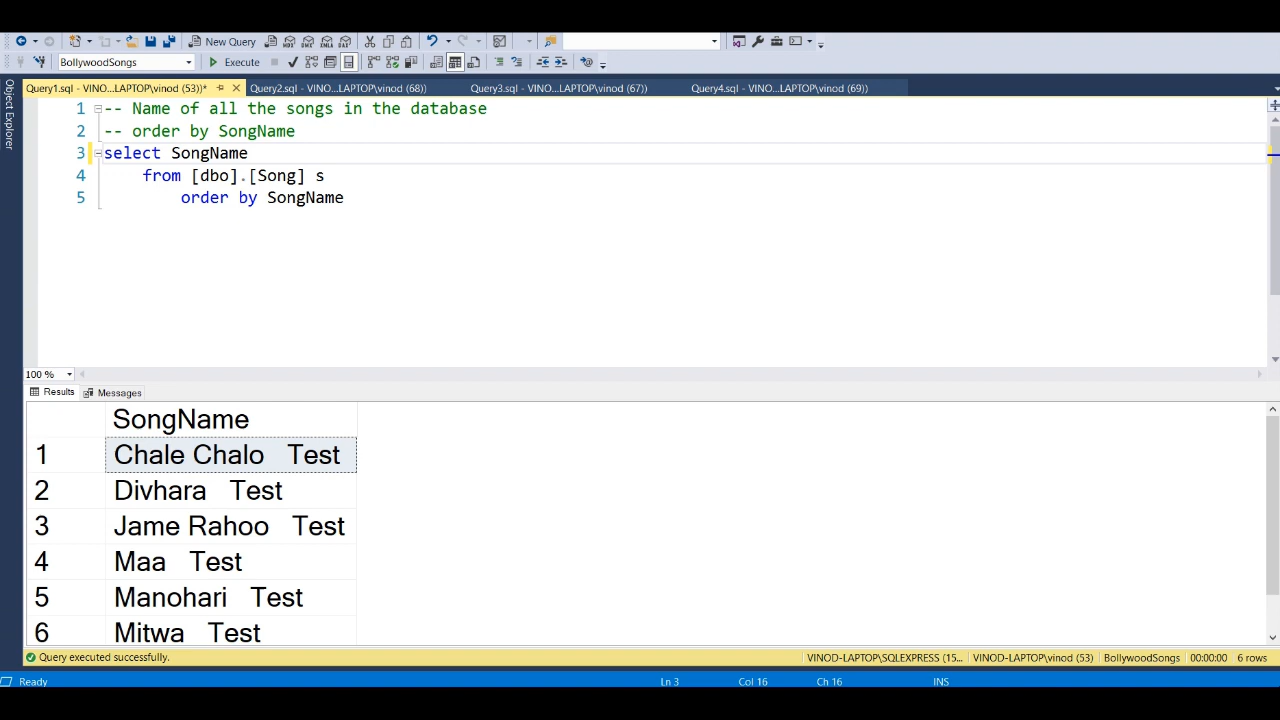 New Query
BollywoodSongs
Execute
Object Explorer
Query1.sql - VINO...LAPTOP\vinod (53))*
Query2.sql - VINO...LAPTOP\vinod (68))
Query3.sql - VINO...LAPTOP\vinod (67))
Query4.sql - VINO...LAPTOP\vinod (69))
1 -- Name of all the songs in the database
2 -- order by SongName
3 select SongName
4 from [dbo].[Song] s
5 order by SongName
100 %
Results Messages
SongName
1 Chale Chalo Test
2 Divhara Test
3 Jame Rahoo Test
4 Maa Test
5 Manohari Test
6 Mitwa Test
Query executed successfully. VINOD-LAPTOP\SQLEXPRESS (15... VINOD-LAPTOP\vinod (53) BollywoodSongs 00:00:00 6 rows
Ready Ln 3 Col 16 Ch 16 INS